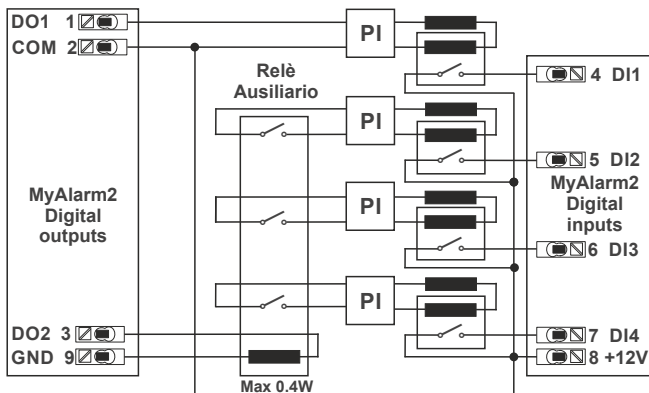 DO1 1
COM 2
MyAlarm2
Digital
outputs
DO2 3
GND 9
Relè
Ausiliario
Max 0.4W
PI
PI
PI
PI
4 DI1
5 DI2
MyAlarm2
Digital
inputs
6 DI3
7 DI4
8 +12V